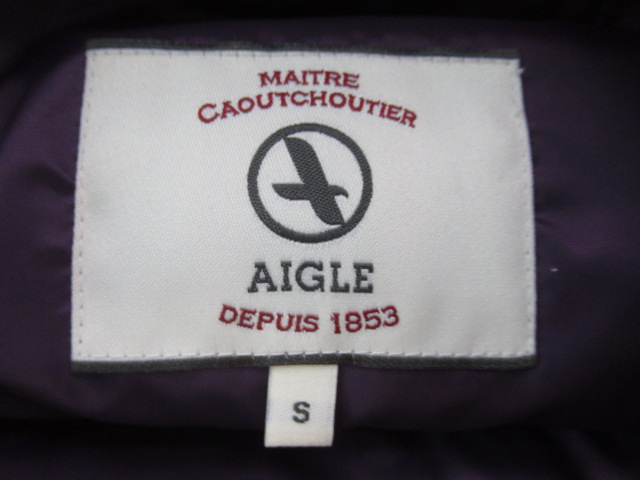 MAITRE
CAOUTCHOUTIER
AIGLE
DEPUIS 1853
S